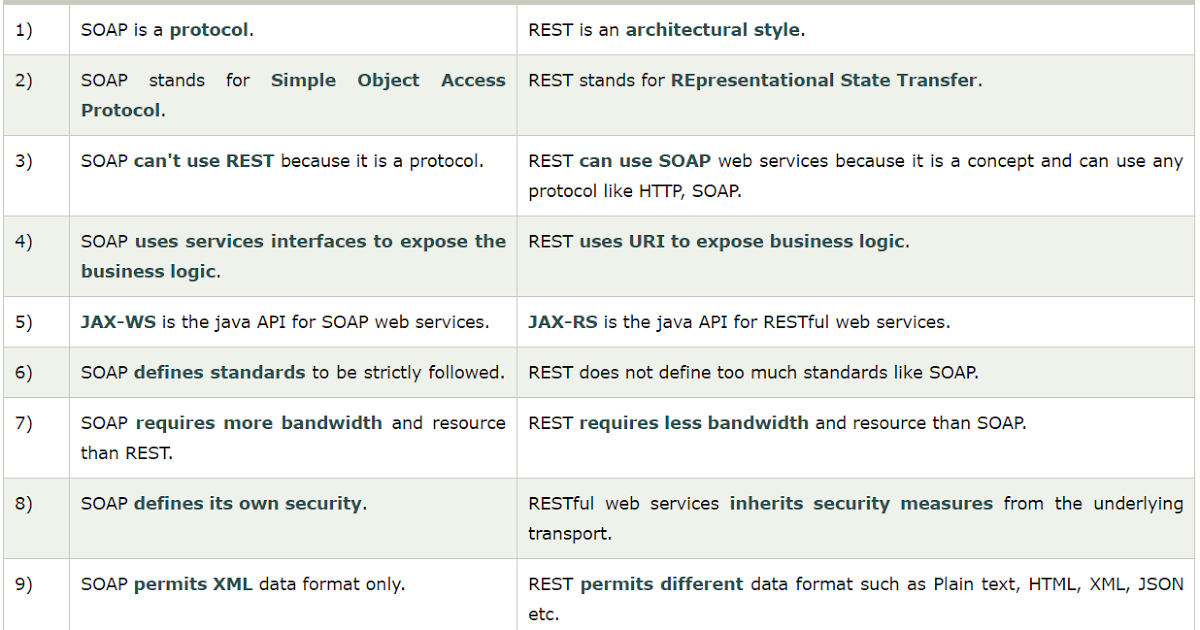 1) SOAP is a protocol. REST is an architectural style.
2) SOAP stands for Simple Object Access REST stands for REpresentational State Transfer.
Protocol.
3) SOAP can't use REST because it is a protocol. REST can use SOAP web services because it is a concept and can use any
protocol like HTTP, SOAP.
4) SOAP uses services interfaces to expose the REST uses URI to expose business logic.
business logic.
5) JAX-WS is the java API for SOAP web services. JAX-RS is the java API for RESTful web services.
6) SOAP defines standards to be strictly followed. REST does not define too much standards like SOAP.
7) SOAP requires more bandwidth and resource REST requires less bandwidth and resource than SOAP.
than REST.
8) SOAP defines its own security. RESTful web services inherits security measures from the underlying
transport.
9) SOAP permits XML data format only. REST permits different data format such as Plain text, HTML, XML, JSON
etc.